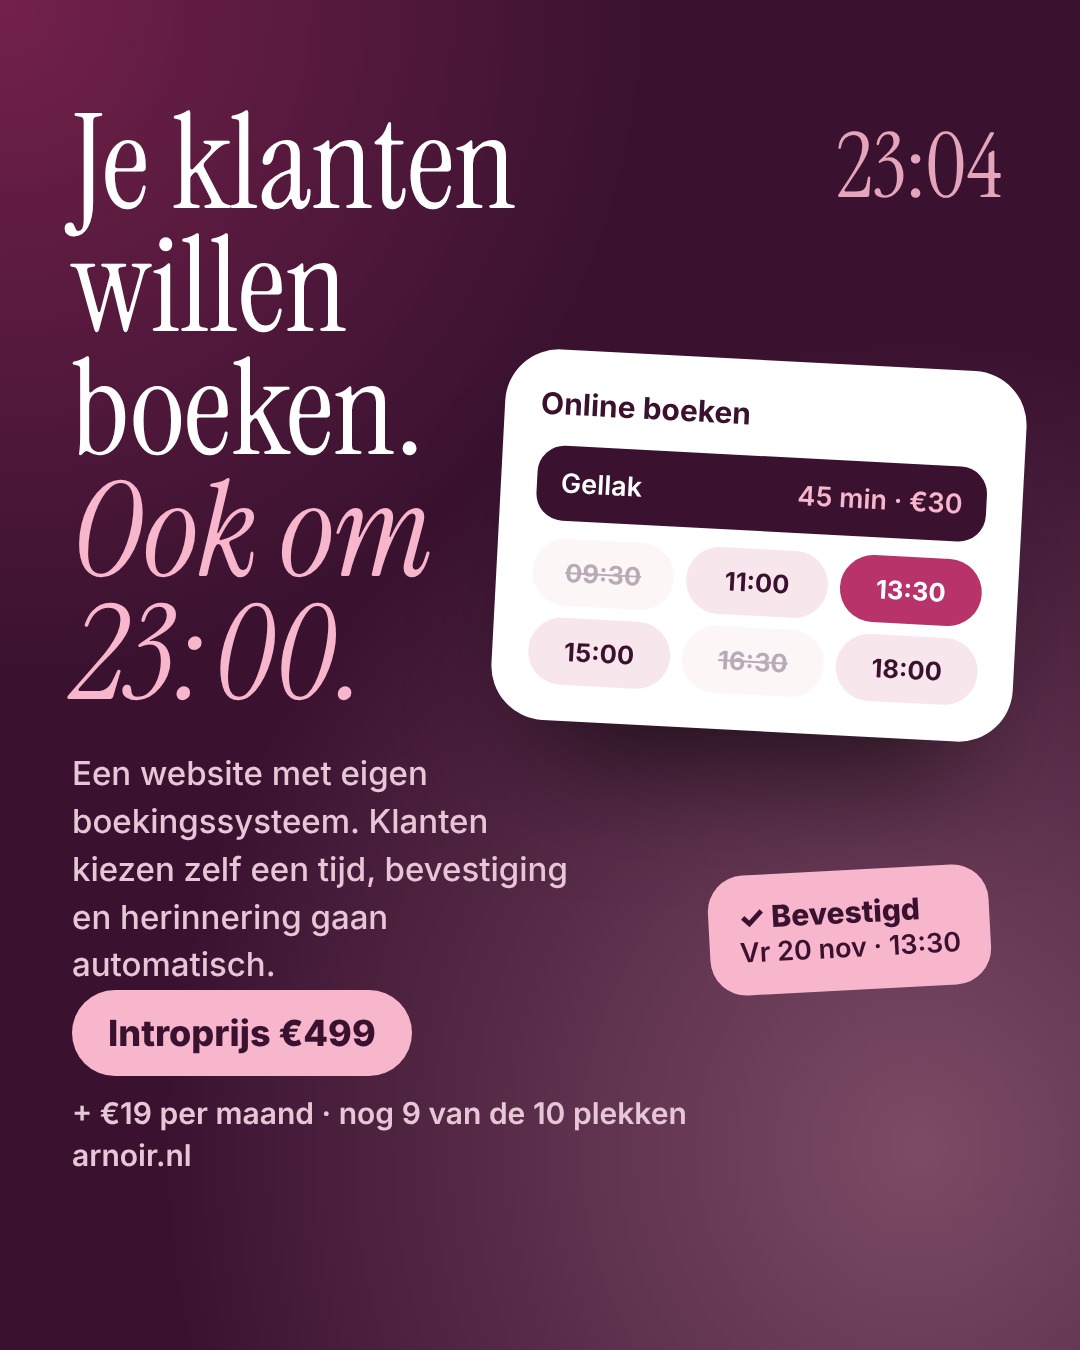 Je klanten
willen
boeken.
Ook om
23:00.
23:04
Online boeken
Gellak 45 min · €30
09:30 11:00 13:30
15:00 16:30 18:00
Een website met eigen
boekingssysteem. Klanten
kiezen zelf een tijd, bevestiging
en herinnering gaan
automatisch.
✓ Bevestigd
Vr 20 nov · 13:30
Introprijs €499
+ €19 per maand · nog 9 van de 10 plekken
arnoir.nl